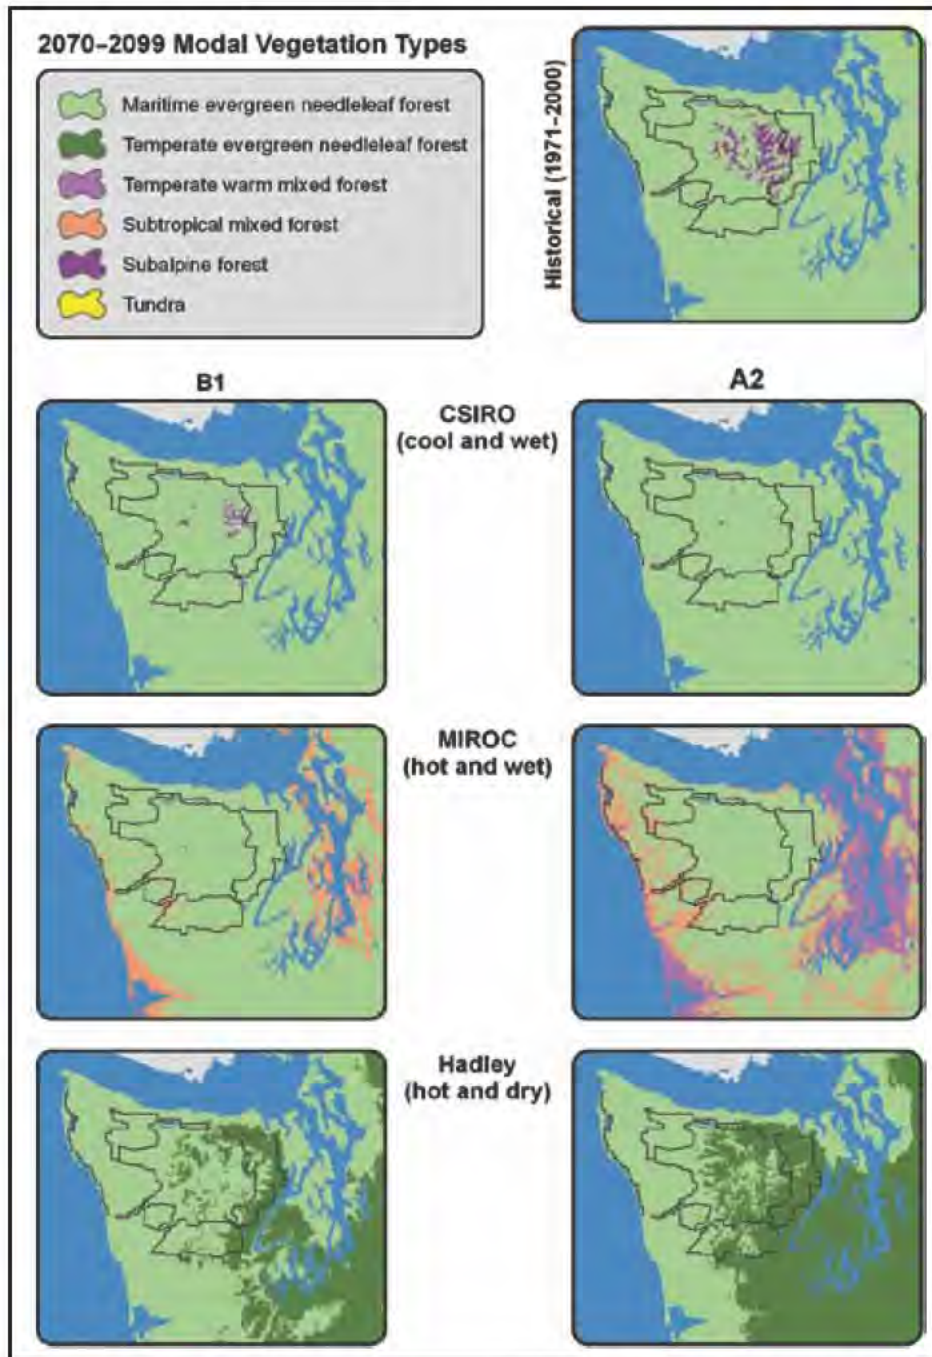 2070–2099 Modal Vegetation Types
Maritime evergreen needleleaf forest
Temperate evergreen needleleaf forest
Temperate warm mixed forest
Subtropical mixed forest
Subalpine forest
Tundra
Historical (1971–2000)
B1
A2
CSIRO
(cool and wet)
MIROC
(hot and wet)
Hadley
(hot and dry)